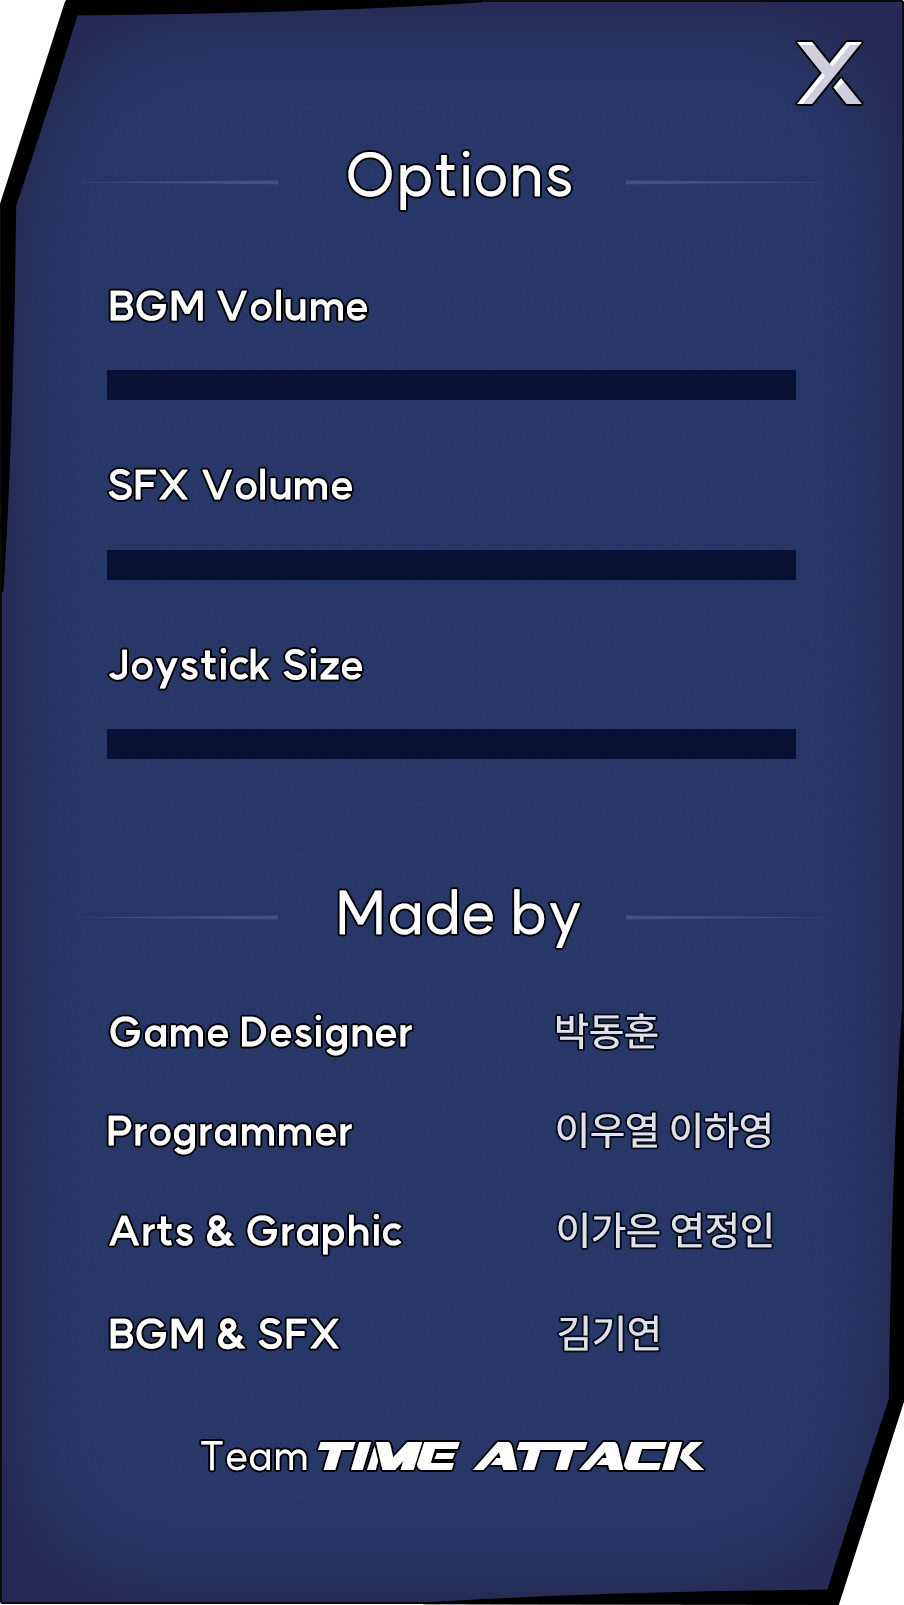 X
Options
BGM Volume
SFX Volume
Joystick Size
Made by
Game Designer 박동훈
Programmer 이우열 이하영
Arts & Graphic 이가은 연정인
BGM & SFX 김기연
Team TIME ATTACK